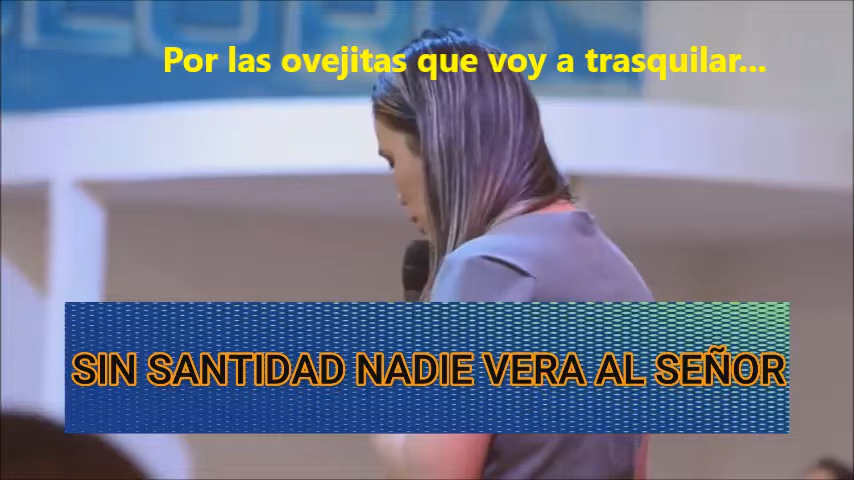 Por las ovejitas que voy a trasquilar...
SIN SANTIDAD NADIE VERA AL SEÑOR